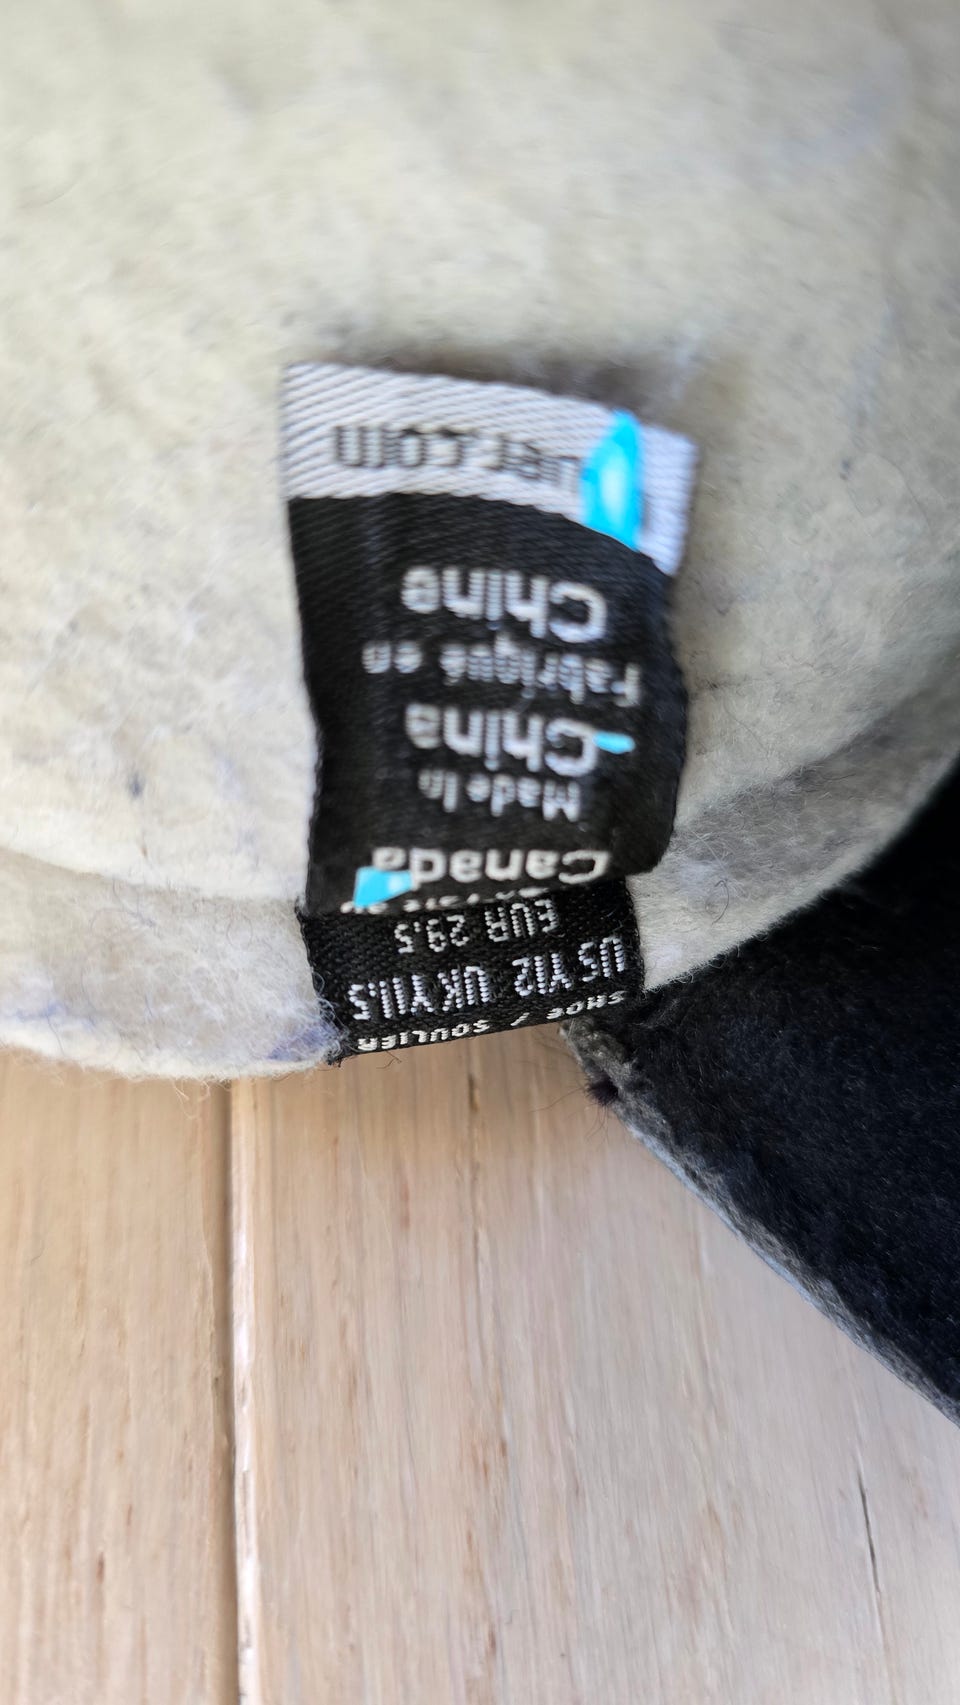 SHOE / SOULIER
US Y12 UK Y11.5
EUR 29.5
Canada
Made In
China
Fabriqué en
Chine
.com